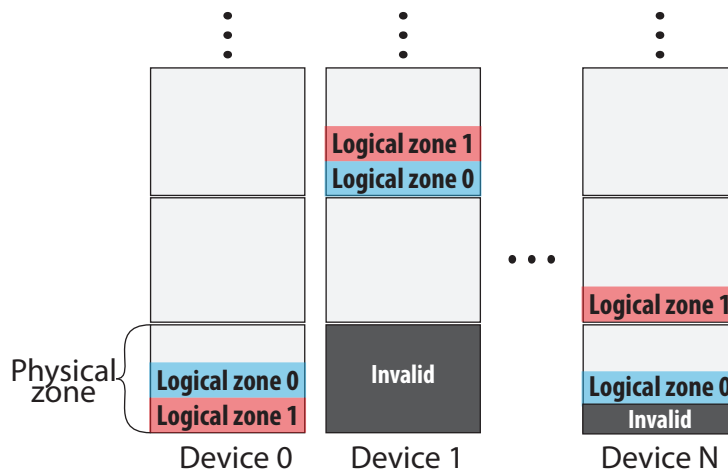 Logical zone 1
Logical zone 0
Logical zone 1
Physical
zone
Logical zone 0
Logical zone 1
Invalid
Logical zone 0
Invalid
Device 0
Device 1
Device N